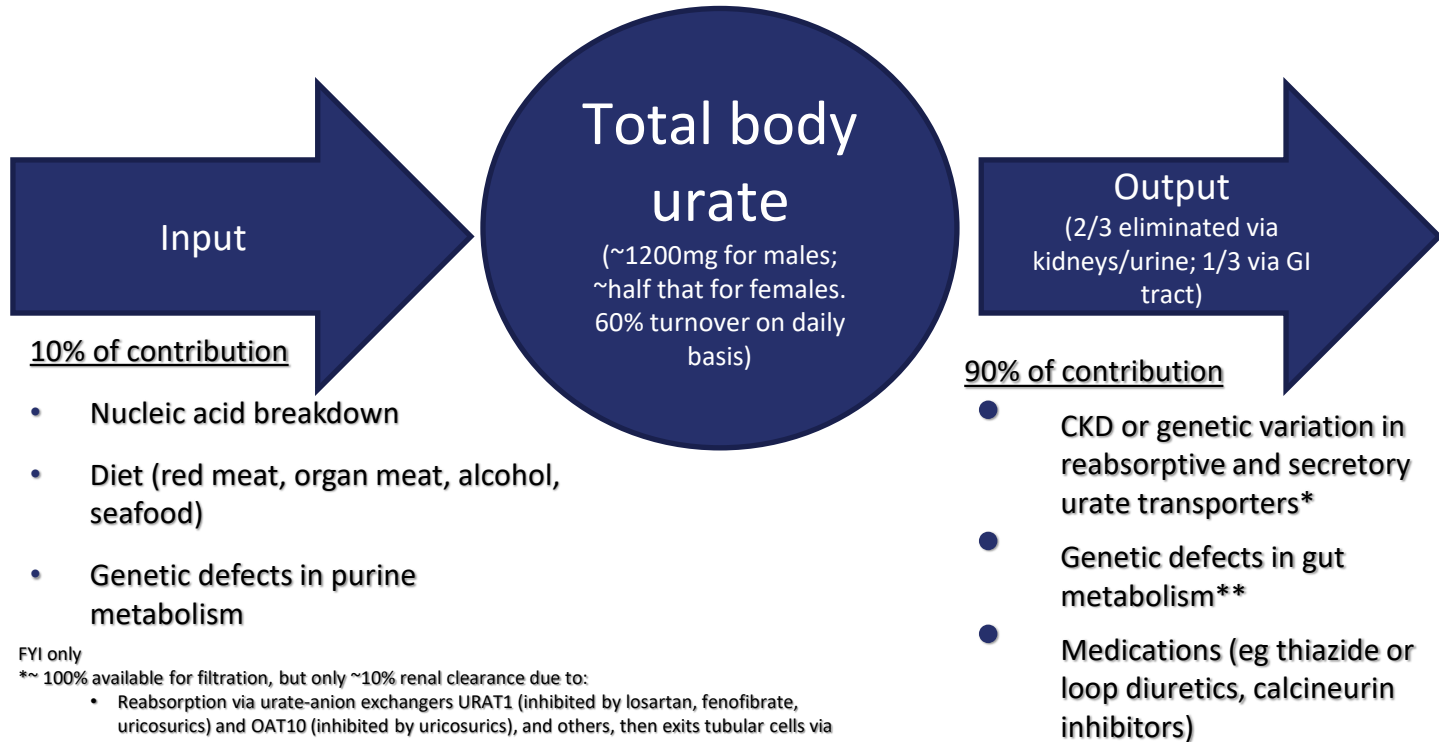 Input
10% of contribution
• Nucleic acid breakdown
• Diet (red meat, organ meat, alcohol,
seafood)
• Genetic defects in purine
metabolism
Total body
urate
(~1200mg for males;
~half that for females.
60% turnover on daily
basis)
Output
(2/3 eliminated via
kidneys/urine; 1/3 via GI
tract)
90% of contribution
• CKD or genetic variation in
reabsorptive and secretory
urate transporters*
• Genetic defects in gut
metabolism**
• Medications (eg thiazide or
loop diuretics, calcineurin
inhibitors)
FYI only
*~ 100% available for filtration, but only ~10% renal clearance due to:
• Reabsorption via urate-anion exchangers URAT1 (inhibited by losartan, fenofibrate,
uricosurics) and OAT10 (inhibited by uricosurics), and others, then exits tubular cells via